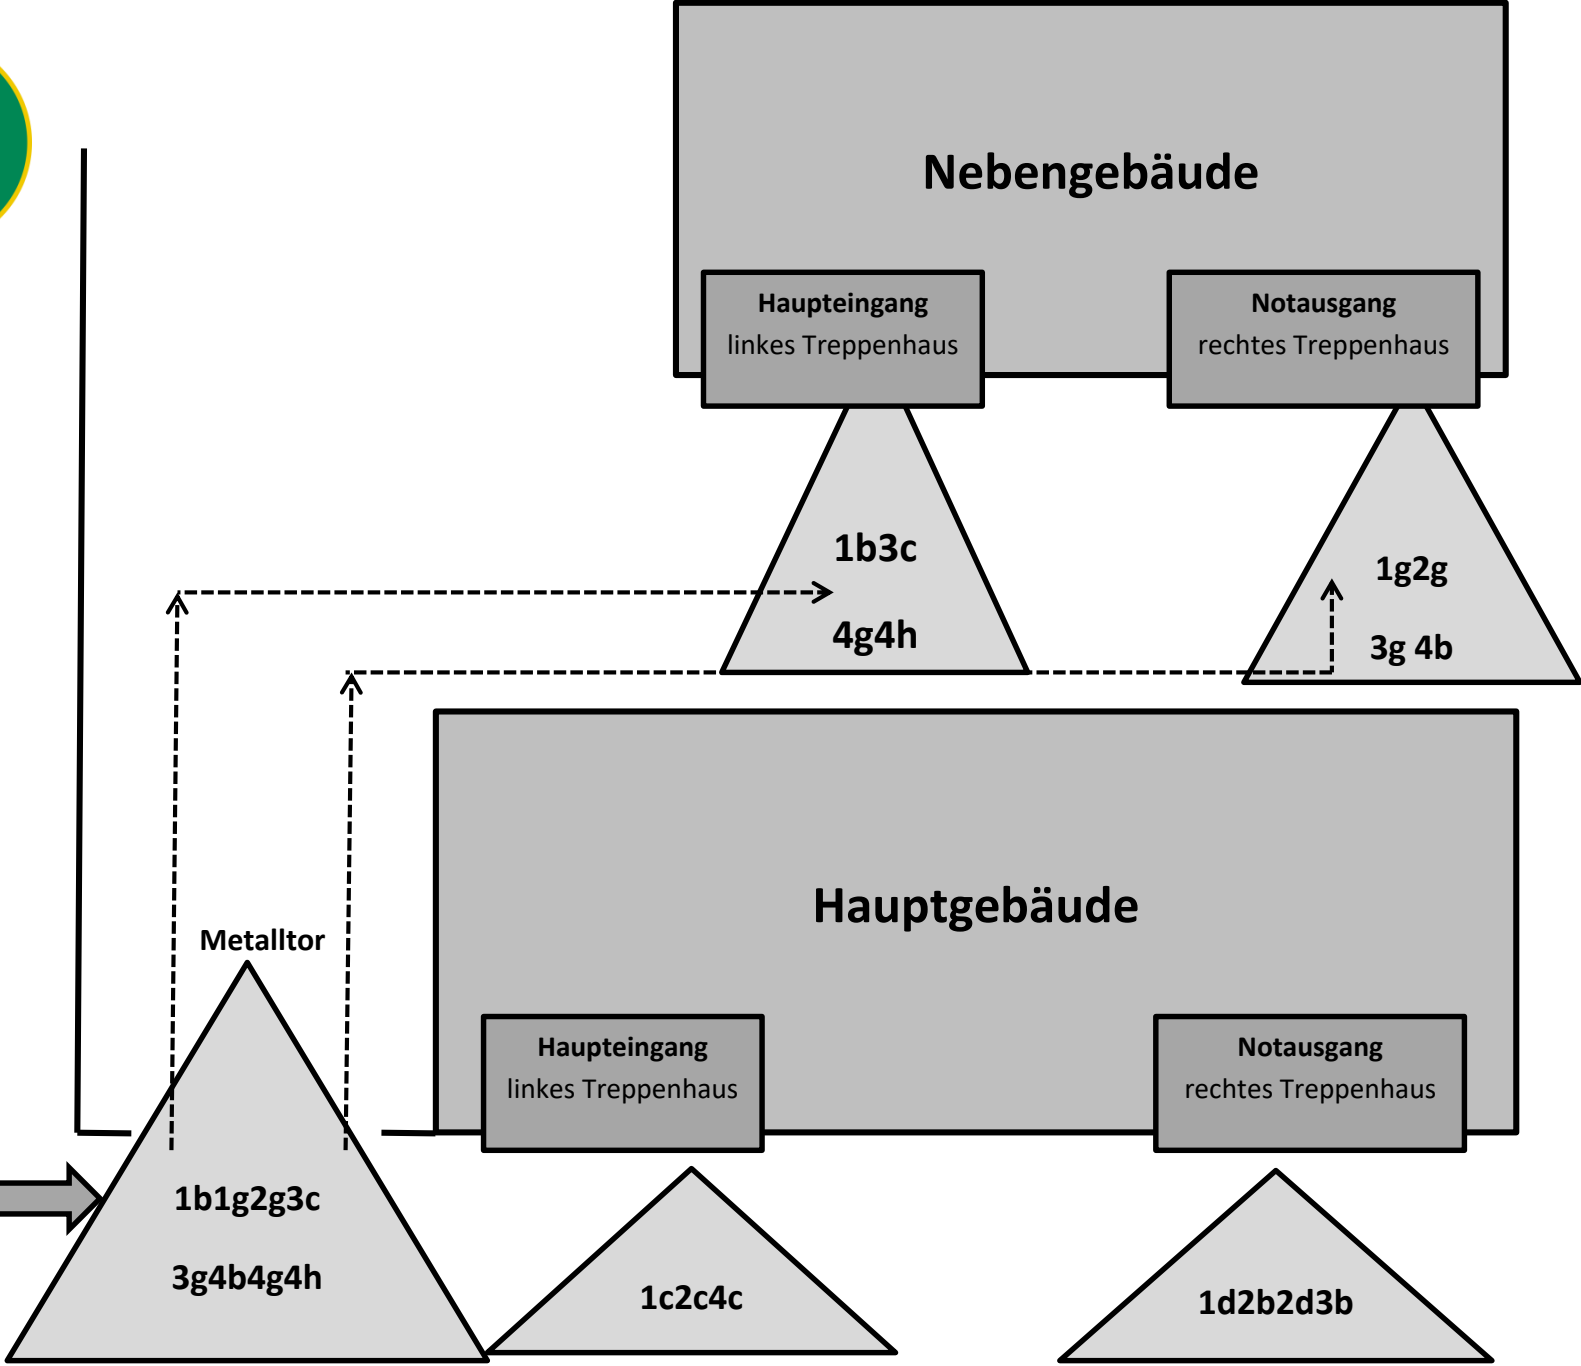 Nebengebäude
Haupteingang
linkes Treppenhaus
Notausgang
rechtes Treppenhaus
1b3c
4g4h
1g2g
3g 4b
Hauptgebäude
Metalltor
Haupteingang
linkes Treppenhaus
Notausgang
rechtes Treppenhaus
1b1g2g3c
3g4b4g4h
1c2c4c
1d2b2d3b